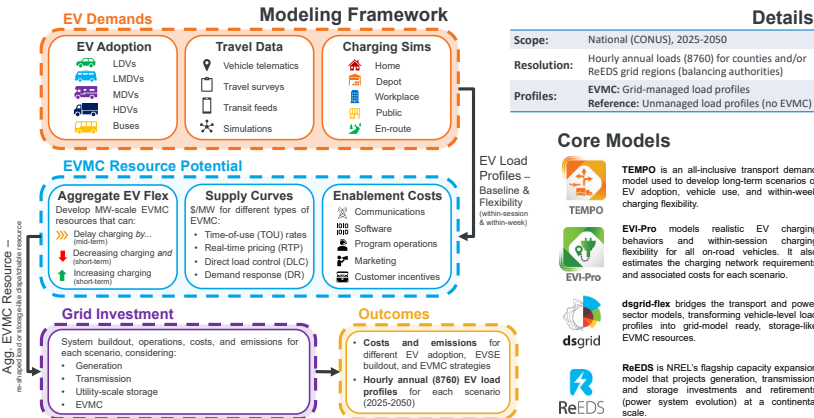 Modeling Framework
EV Demands
EV Adoption
LDVs
LMDVs
MDVs
HDVs
Buses
Travel Data
Vehicle telematics
Travel surveys
Transit feeds
Simulations
Charging Sims
Home
Depot
Workplace
Public
En-route
EV Load
Profiles –
Baseline &
Flexibility
(within-session
& within-week)
EVMC Resource Potential
Aggregate EV Flex
Develop MW-scale EVMC
resources that can:
Delay charging by...
(mid-term)
Decreasing charging and
(short-term)
Increasing charging
(short-term)
Supply Curves
$/MW for different types of
EVMC:
• Time-of-use (TOU) rates
• Real-time pricing (RTP)
• Direct load control (DLC)
• Demand response (DR)
Enablement Costs
Communications
Software
Program operations
Marketing
Customer incentives
Agg. EVMC Resource –
re-shaped load or storage-like dispatchable resource
Grid Investment
System buildout, operations, costs, and emissions for
each scenario, considering:
• Generation
• Transmission
• Utility-scale storage
• EVMC
Outcomes
• Costs and emissions for
different EV adoption, EVSE
buildout, and EVMC strategies
• Hourly annual (8760) EV load
profiles for each scenario
(2025-2050)
Details
Scope: National (CONUS), 2025-2050
Resolution: Hourly annual loads (8760) for counties and/or
ReEDS grid regions (balancing authorities)
Profiles: EVMC: Grid-managed load profiles
Reference: Unmanaged load profiles (no EVMC)
Core Models
TEMPO
TEMPO is an all-inclusive transport demand
model used to develop long-term scenarios
EV adoption, vehicle use, and within-week
charging flexibility.
EVI-Pro
EVI-Pro models realistic EV charging
behaviors and within-session charging
flexibility for all on-road vehicles. It also
estimates the charging network requirements
and associated costs for each scenario.
dsgrid
dsgrid-flex bridges the transport and power
sector models, transforming vehicle-level load
profiles into grid-model ready, storage-like
EVMC resources.
ReEDS
ReEDS is NREL's flagship capacity expansion
model that projects generation, transmission
and storage investments and retirements
(power system evolution) at a continental
scale.